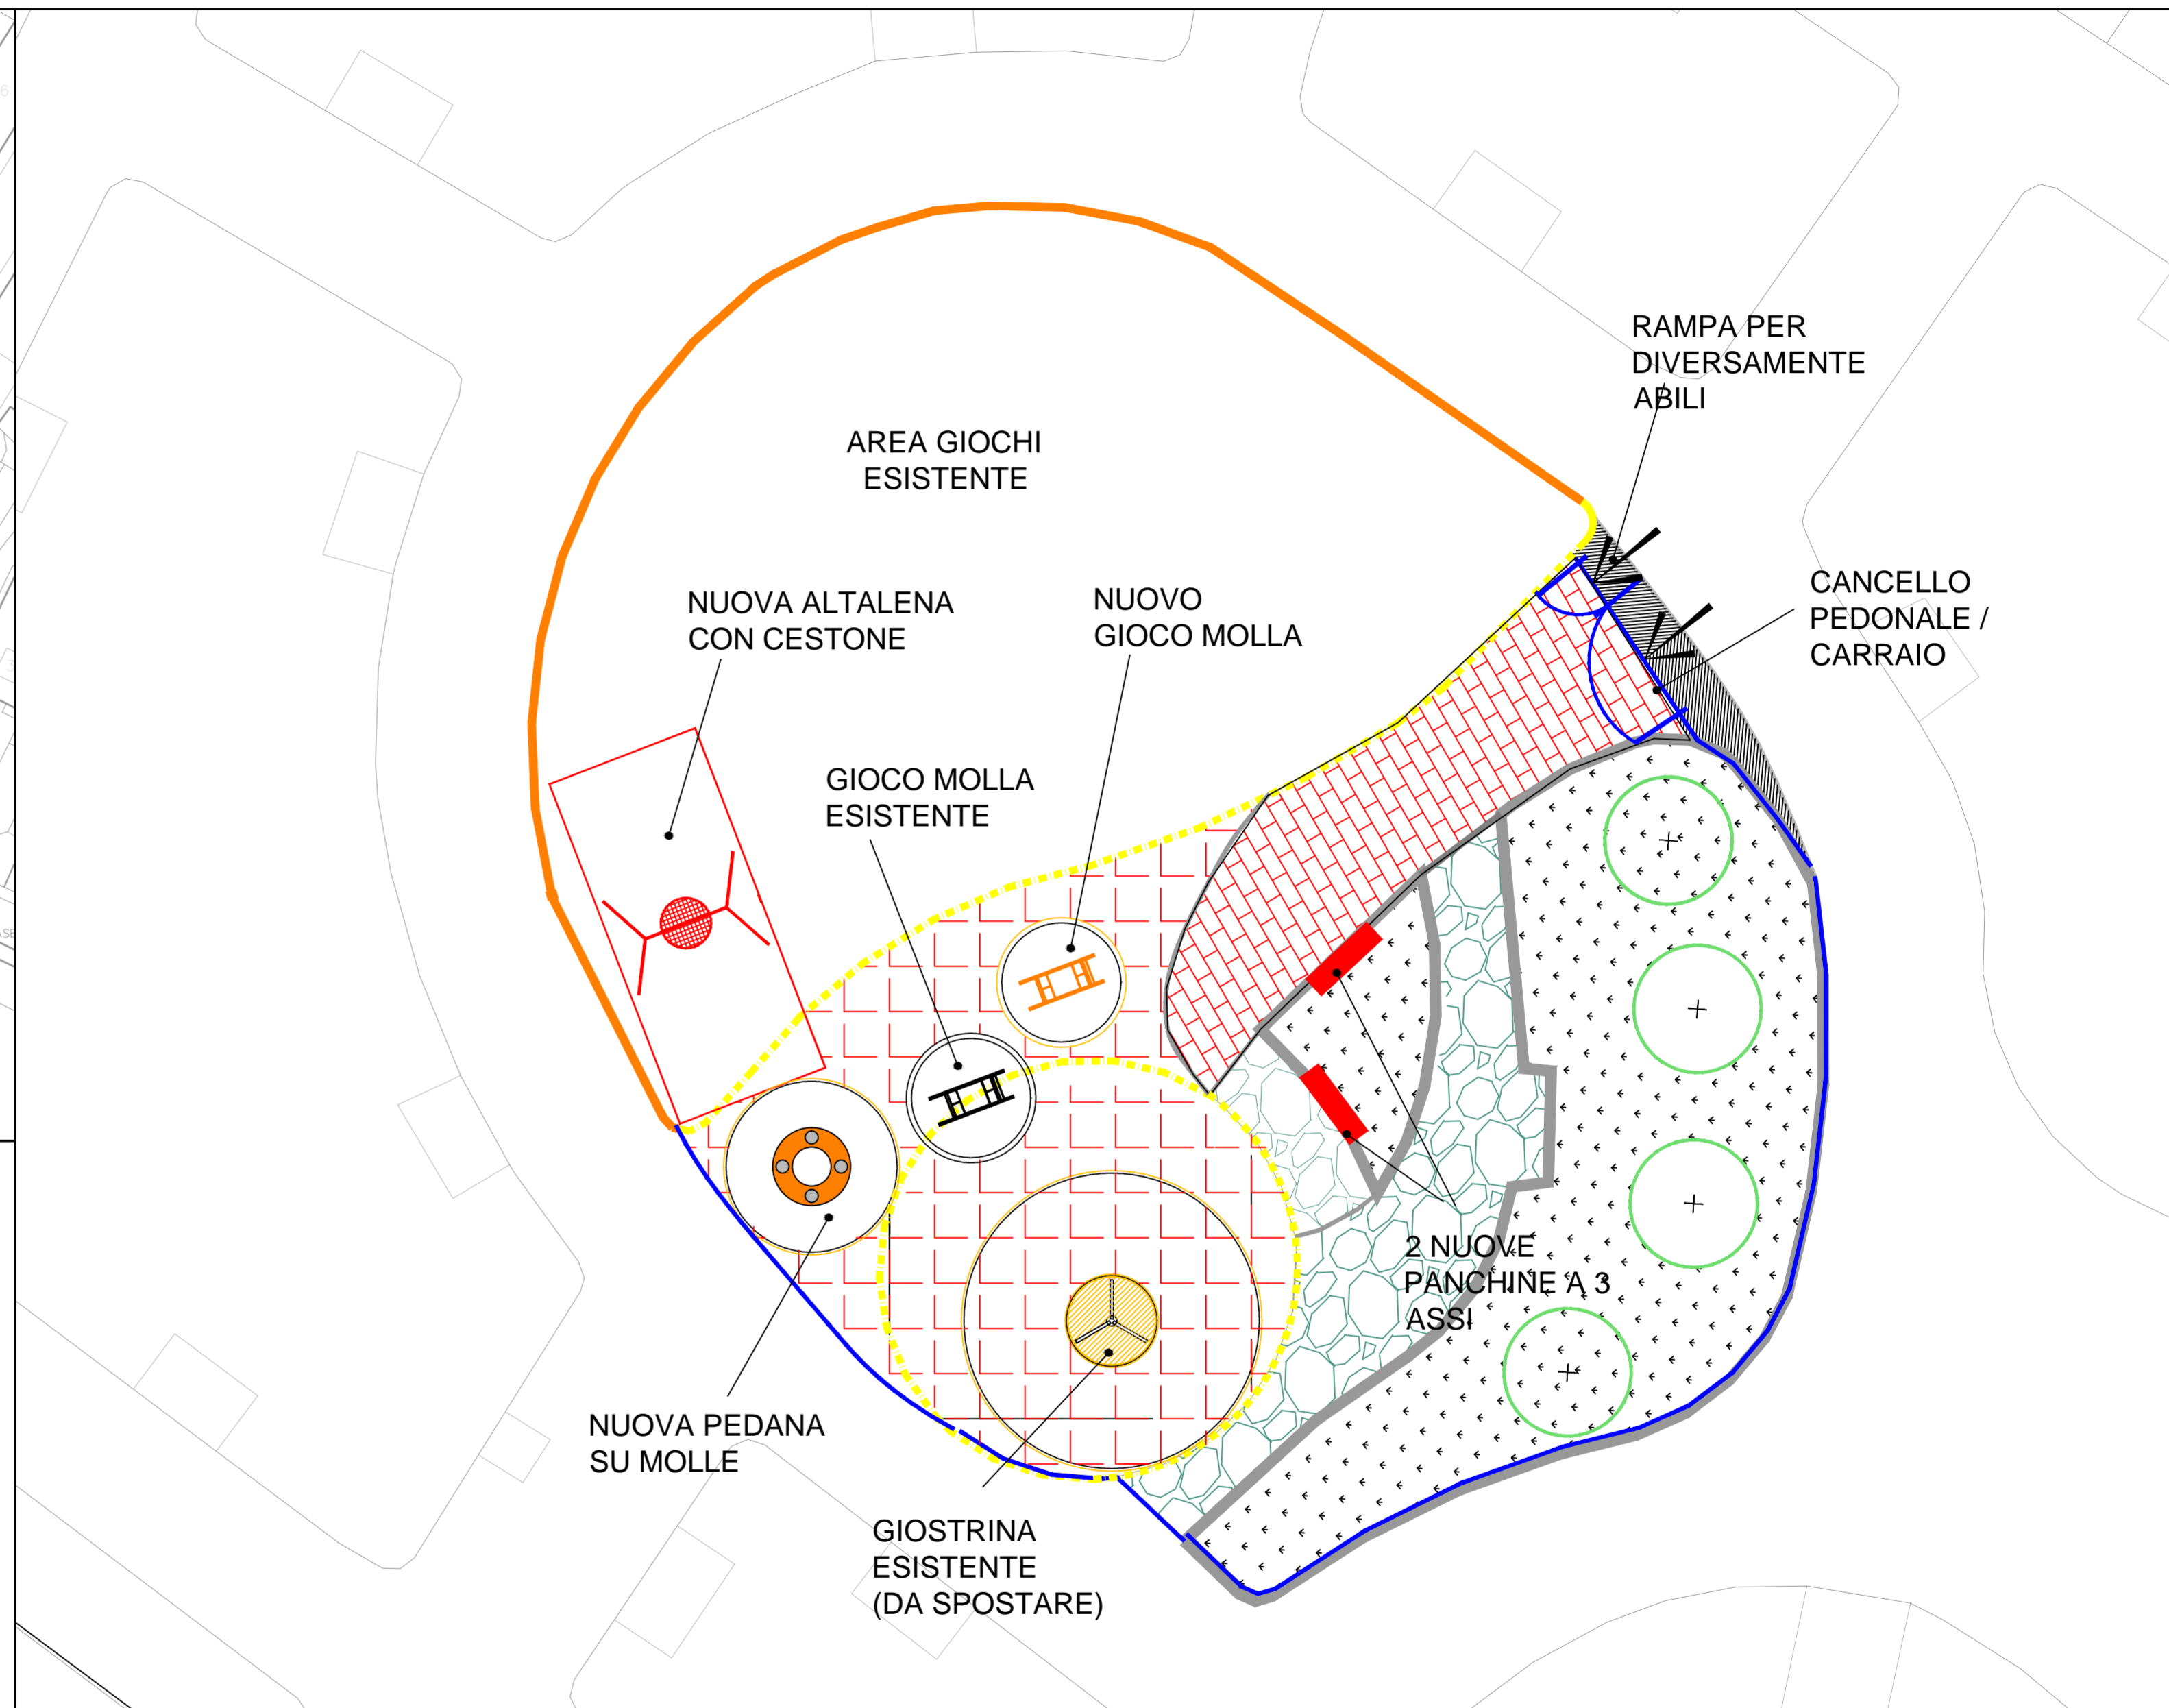 RAMPA PER
DIVERSAMENTE
ABILI
AREA GIOCHI
ESISTENTE
CANCELLO
PEDONALE /
CARRAIO
NUOVA ALTALENA
CON CESTONE
NUOVO
GIOCO MOLLA
GIOCO MOLLA
ESISTENTE
2 NUOVE
PANCHINE A 3
ASSI
NUOVA PEDANA
SU MOLLE
GIOSTRINA
ESISTENTE
(DA SPOSTARE)